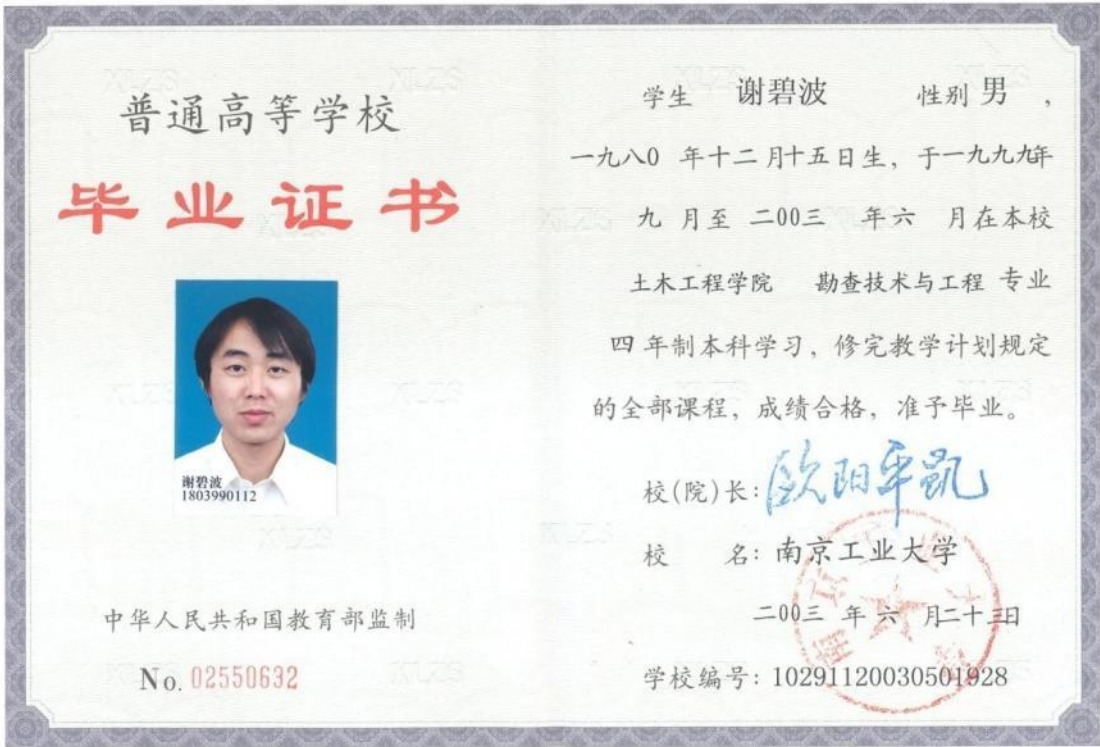 普通高等学校
毕业证书
谢碧波
1803990112
中华人民共和国教育部监制
No. 02550632
学生 谢碧波 性别 男 ，
一九八0 年十二月十五日生，于一九九九年
九 月至 二00三 年六 月在本校
土木工程学院 勘查技术与工程 专业
四 年制本科学习，修完教学计划规定
的全部课程，成绩合格，准予毕业。
校(院)长：欧阳平凯
校 名：南京工业大学
二00三 年 六 月二十三日
学校编号：10291120030501928